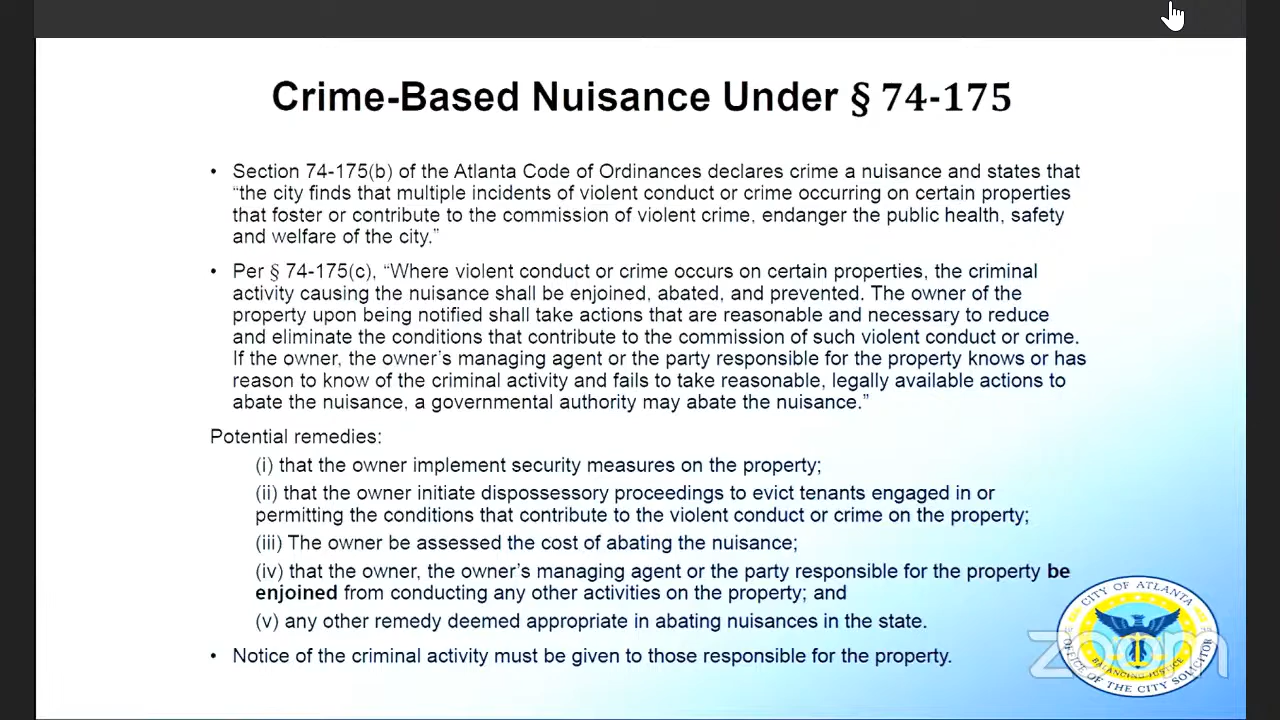 Crime-Based Nuisance Under § 74-175
• Section 74-175(b) of the Atlanta Code of Ordinances declares crime a nuisance and states that
“the city finds that multiple incidents of violent conduct or crime occurring on certain properties
that foster or contribute to the commission of violent crime, endanger the public health, safety
and welfare of the city.”
• Per § 74-175(c), “Where violent conduct or crime occurs on certain properties, the criminal
activity causing the nuisance shall be enjoined, abated, and prevented. The owner of the
property upon being notified shall take actions that are reasonable and necessary to reduce
and eliminate the conditions that contribute to the commission of such violent conduct or crime.
If the owner, the owner’s managing agent or the party responsible for the property knows or has
reason to know of the criminal activity and fails to take reasonable, legally available actions to
abate the nuisance, a governmental authority may abate the nuisance.”
Potential remedies:
(i) that the owner implement security measures on the property;
(ii) that the owner initiate dispossessory proceedings to evict tenants engaged in or
permitting the conditions that contribute to the violent conduct or crime on the property;
(iii) The owner be assessed the cost of abating the nuisance;
(iv) that the owner, the owner’s managing agent or the party responsible for the property be
enjoined from conducting any other activities on the property; and
(v) any other remedy deemed appropriate in abating nuisances in the state.
• Notice of the criminal activity must be given to those responsible for the property.
CITY OF ATLANTA
BALANCING JUSTICE
OFFICE OF THE CITY SOLICITOR
zoom